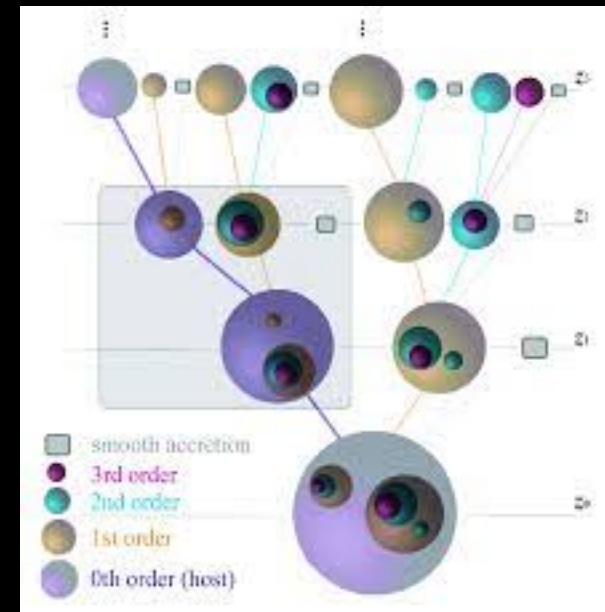 smooth accretion
3rd order
2nd order
1st order
0th order (host)